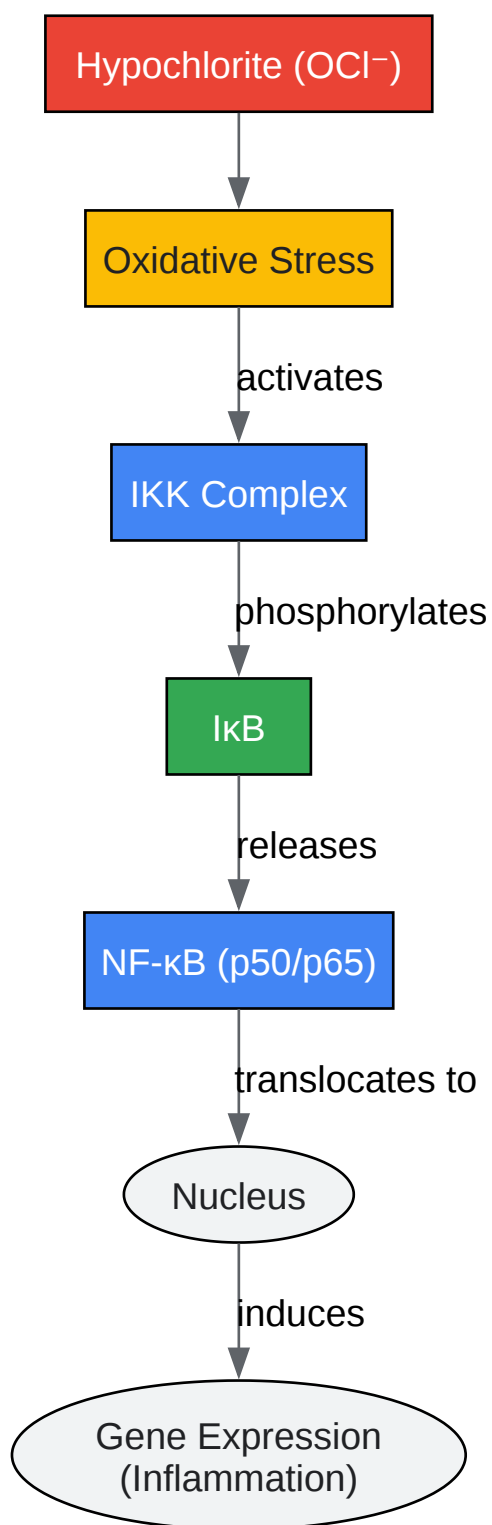 Hypochlorite (OCl⁻)
Oxidative Stress
activates
IKK Complex
phosphorylates
IκB
releases
NF-κB (p50/p65)
translocates to
Nucleus
induces
Gene Expression
(Inflammation)